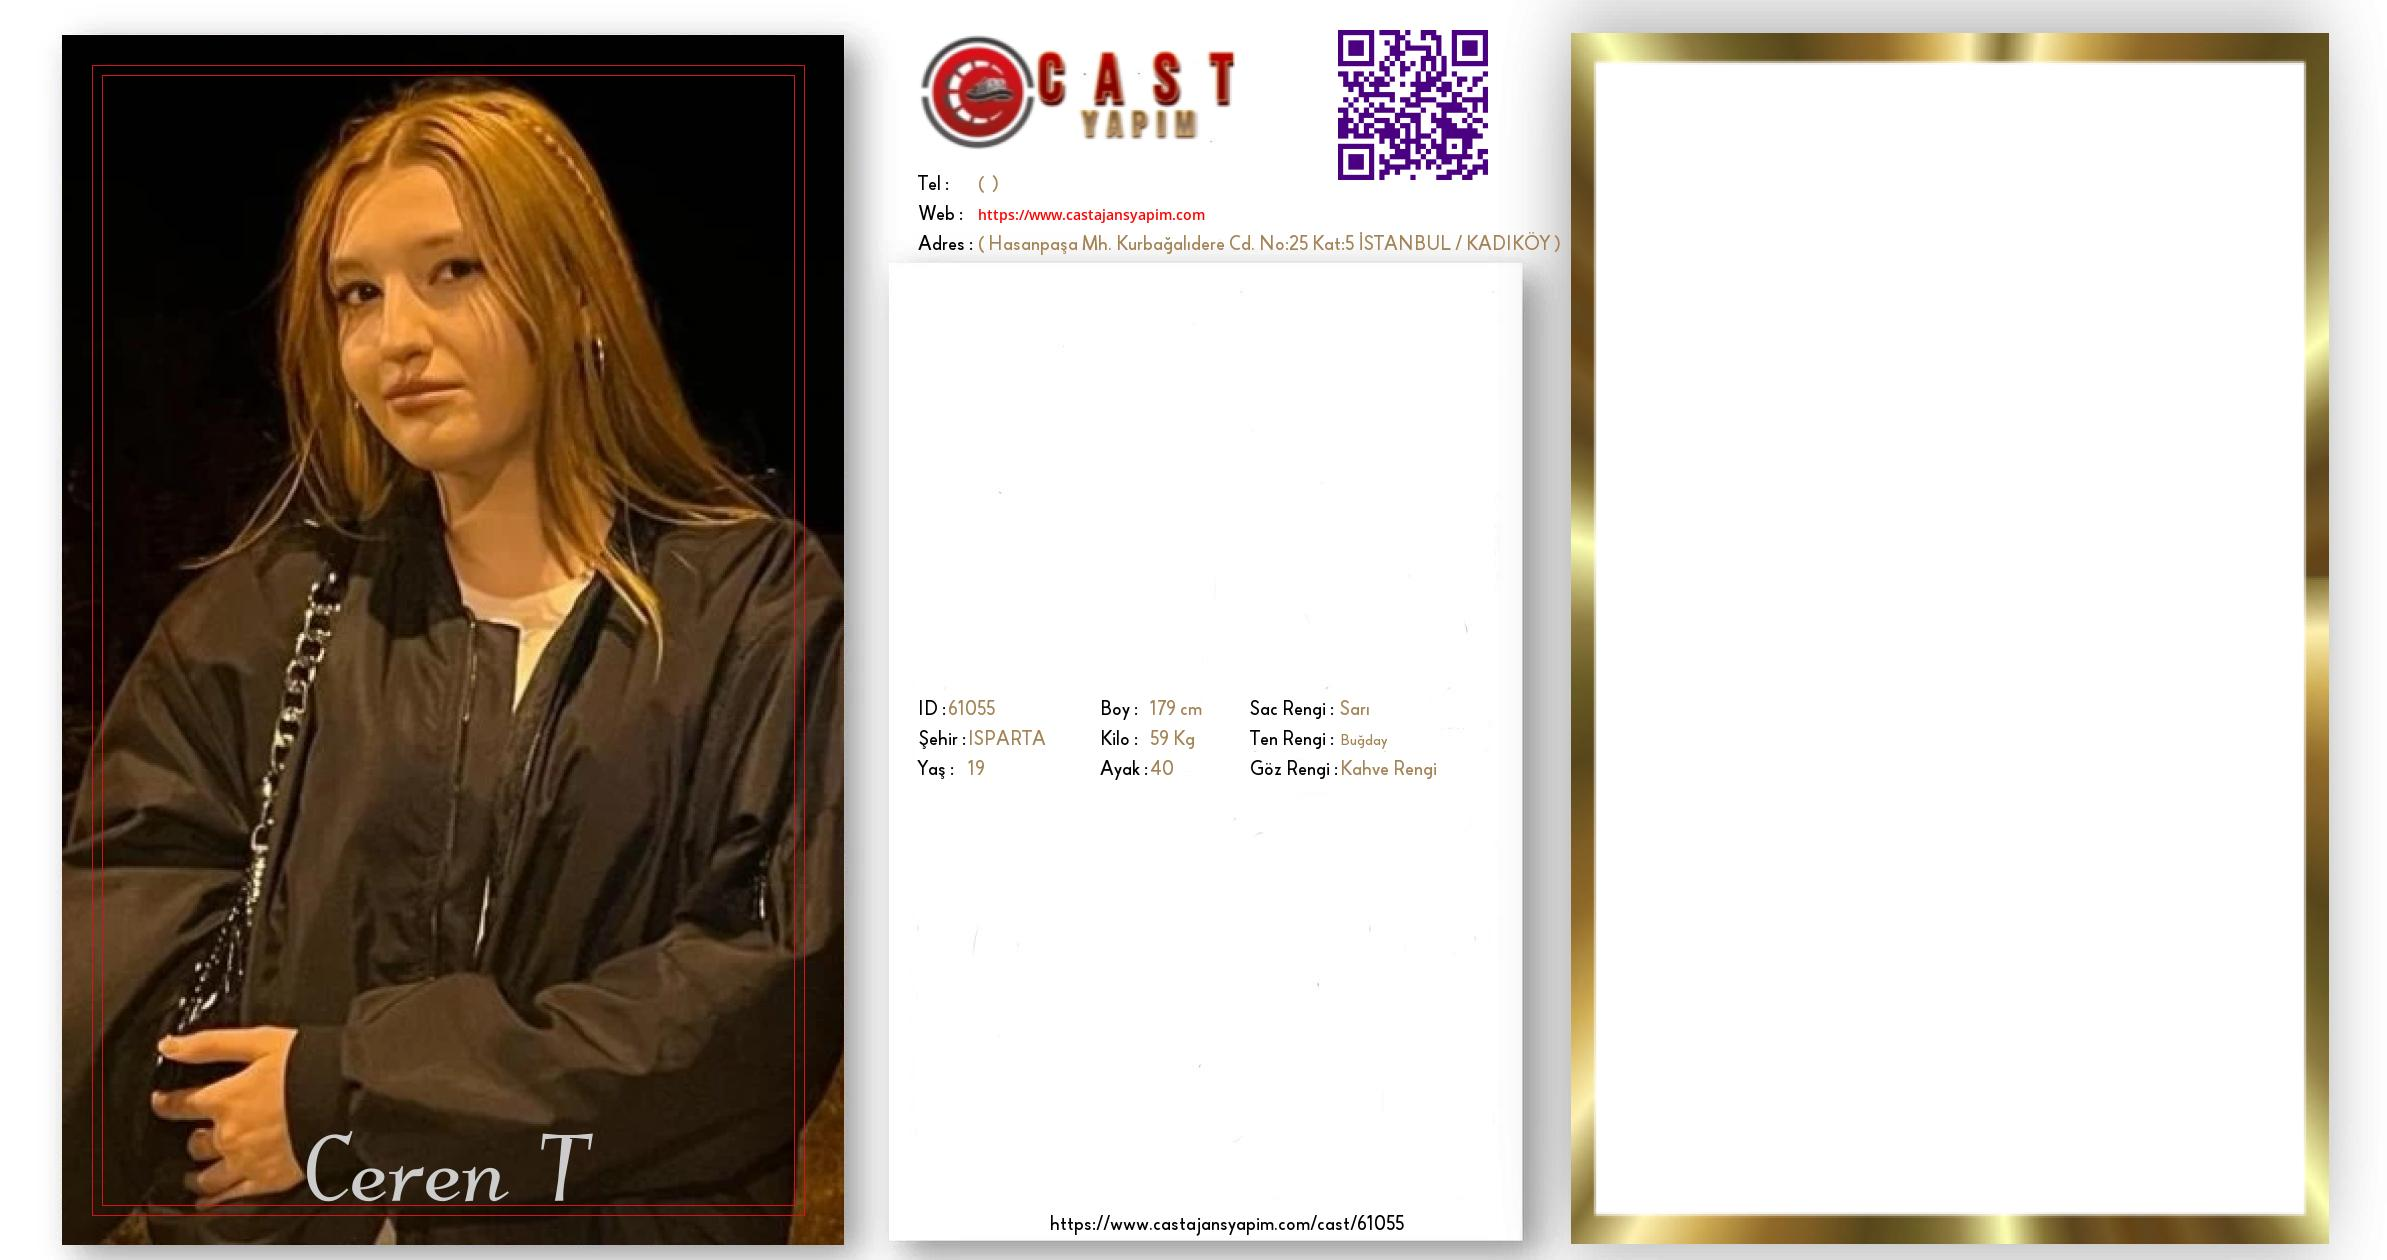 Ceren T
CAST
YAPIM
Tel : ( )
Web : https://www.castajansyapim.com
Adres : ( Hasanpaşa Mh. Kurbağalıdere Cd. No:25 Kat:5 İSTANBUL / KADIKÖY )
ID : 61055 Boy : 179 cm Sac Rengi : Sarı
Şehir : ISPARTA Kilo : 59 Kg Ten Rengi : Buğday
Yaş : 19 Ayak : 40 Göz Rengi : Kahve Rengi
https://www.castajansyapim.com/cast/61055